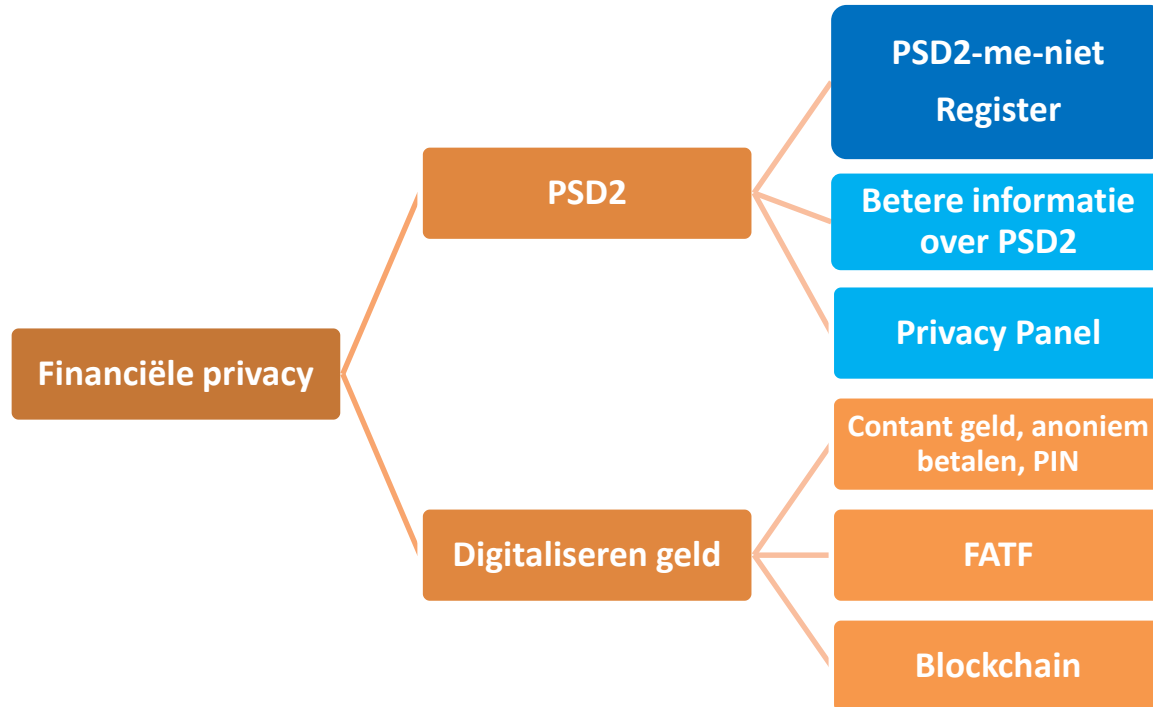 PSD2-me-niet
Register
PSD2
Betere informatie
over PSD2
Privacy Panel
Financiële privacy
Contant geld, anoniem
betalen, PIN
Digitaliseren geld
FATF
Blockchain